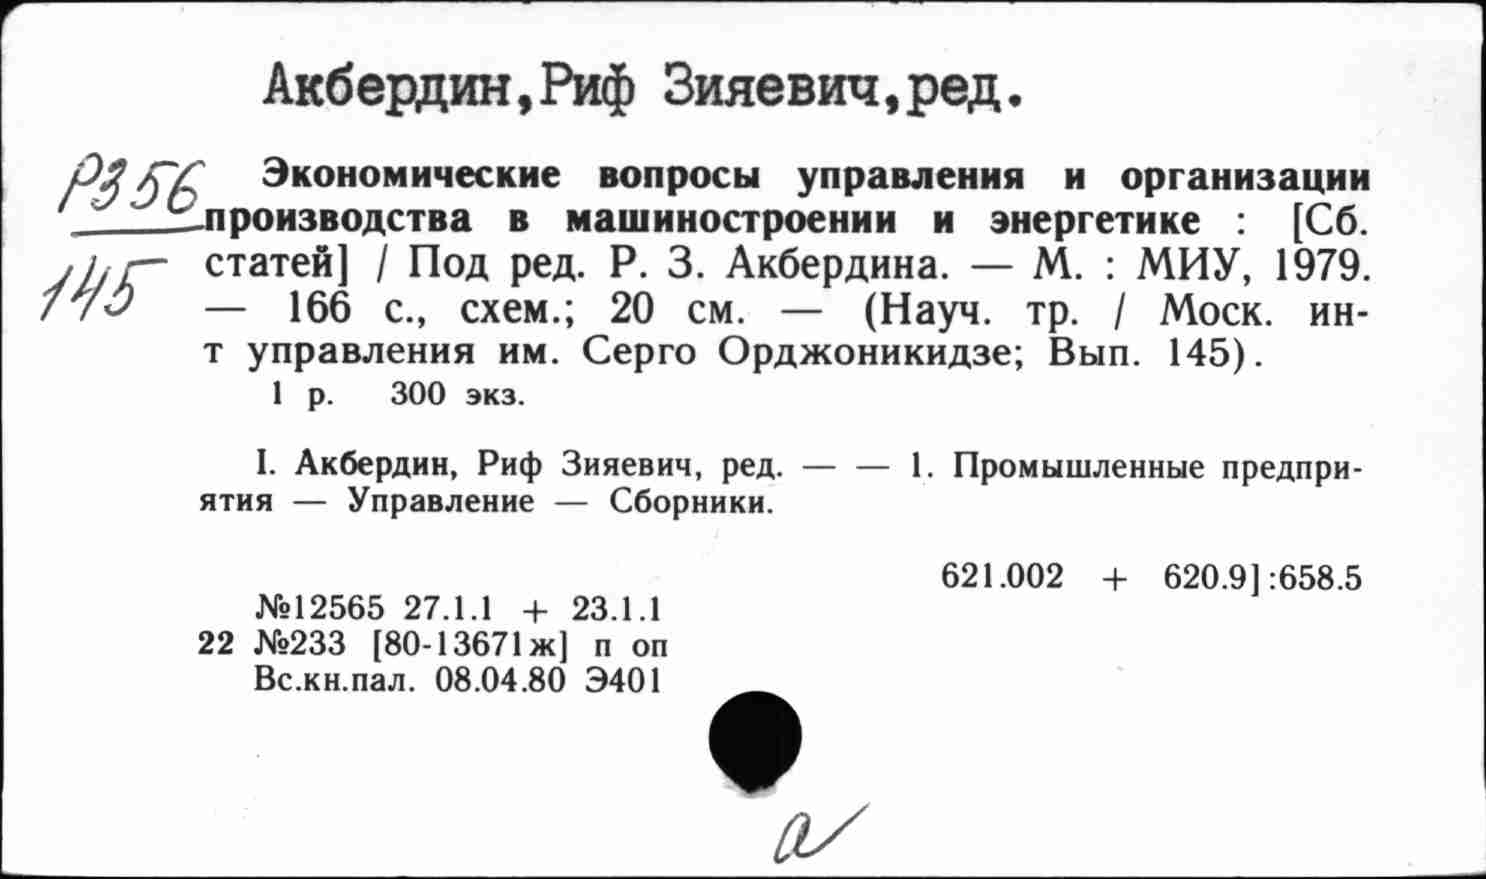 Акбердин,Риф Зияевич,ред.
Р356
145
Экономические вопросы управления и организации
производства в машиностроении и энергетике : [Сб.
статей] / Под ред. Р. З. Акбердина. — М. : МИУ, 1979.
— 166 с., схем.; 20 см. — (Науч. тр. / Моск. ин-
т управления им. Серго Орджоникидзе; Вып. 145).
1 р. 300 экз.
I. Акбердин, Риф Зияевич, ред. — — 1. Промышленные предпри-
ятия — Управление — Сборники.
621.002 + 620.9]:658.5
№12565 27.1.1 + 23.1.1
22 №233 [80-13671ж] п оп
Вс.кн.пал. 08.04.80 Э401
а